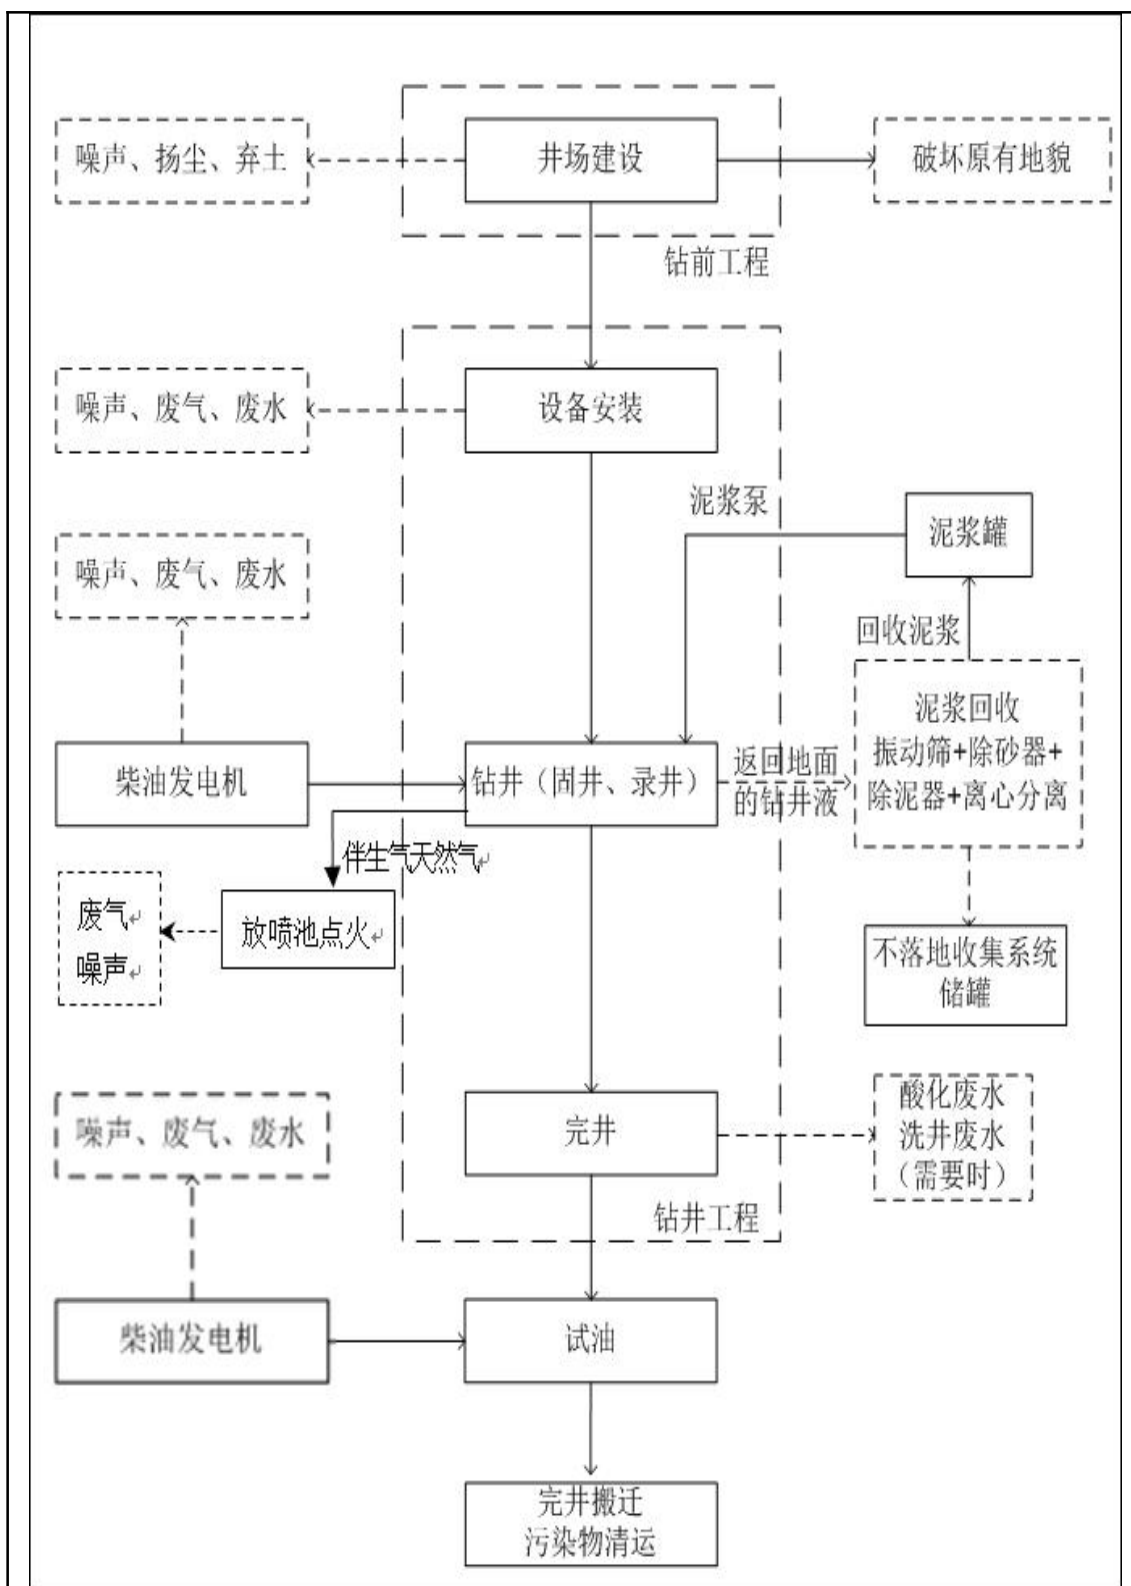 噪声、扬尘、弃土
井场建设
破坏原有地貌
钻前工程
噪声、废气、废水
设备安装
泥浆泵
泥浆罐
噪声、废气、废水
回收泥浆
泥浆回收
振动筛+除砂器+
除泥器+离心分离
柴油发电机
钻井（固井、录井）
返回地面
的钻井液
伴生气天然气
废气
噪声
放喷池点火
不落地收集系统
储罐
噪声、废气、废水
完井
酸化废水
洗井废水
（需要时）
钻井工程
柴油发电机
试油
完井搬迁
污染物清运